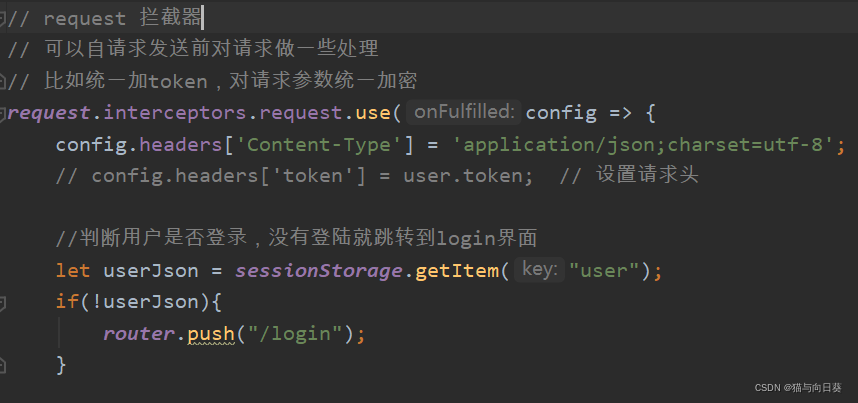 // request 拦截器
// 可以自请求发送前对请求做一些处理
// 比如统一加token，对请求参数统一加密
request.interceptors.request.use( onFulfilled: config => {
config.headers['Content-Type'] = 'application/json;charset=utf-8';
// config.headers['token'] = user.token;  // 设置请求头
//判断用户是否登录，没有登陆就跳转到login界面
let userJson = sessionStorage.getItem( key: "user");
if(!userJson){
router.push("/login");
}
CSDN @猫与向日葵